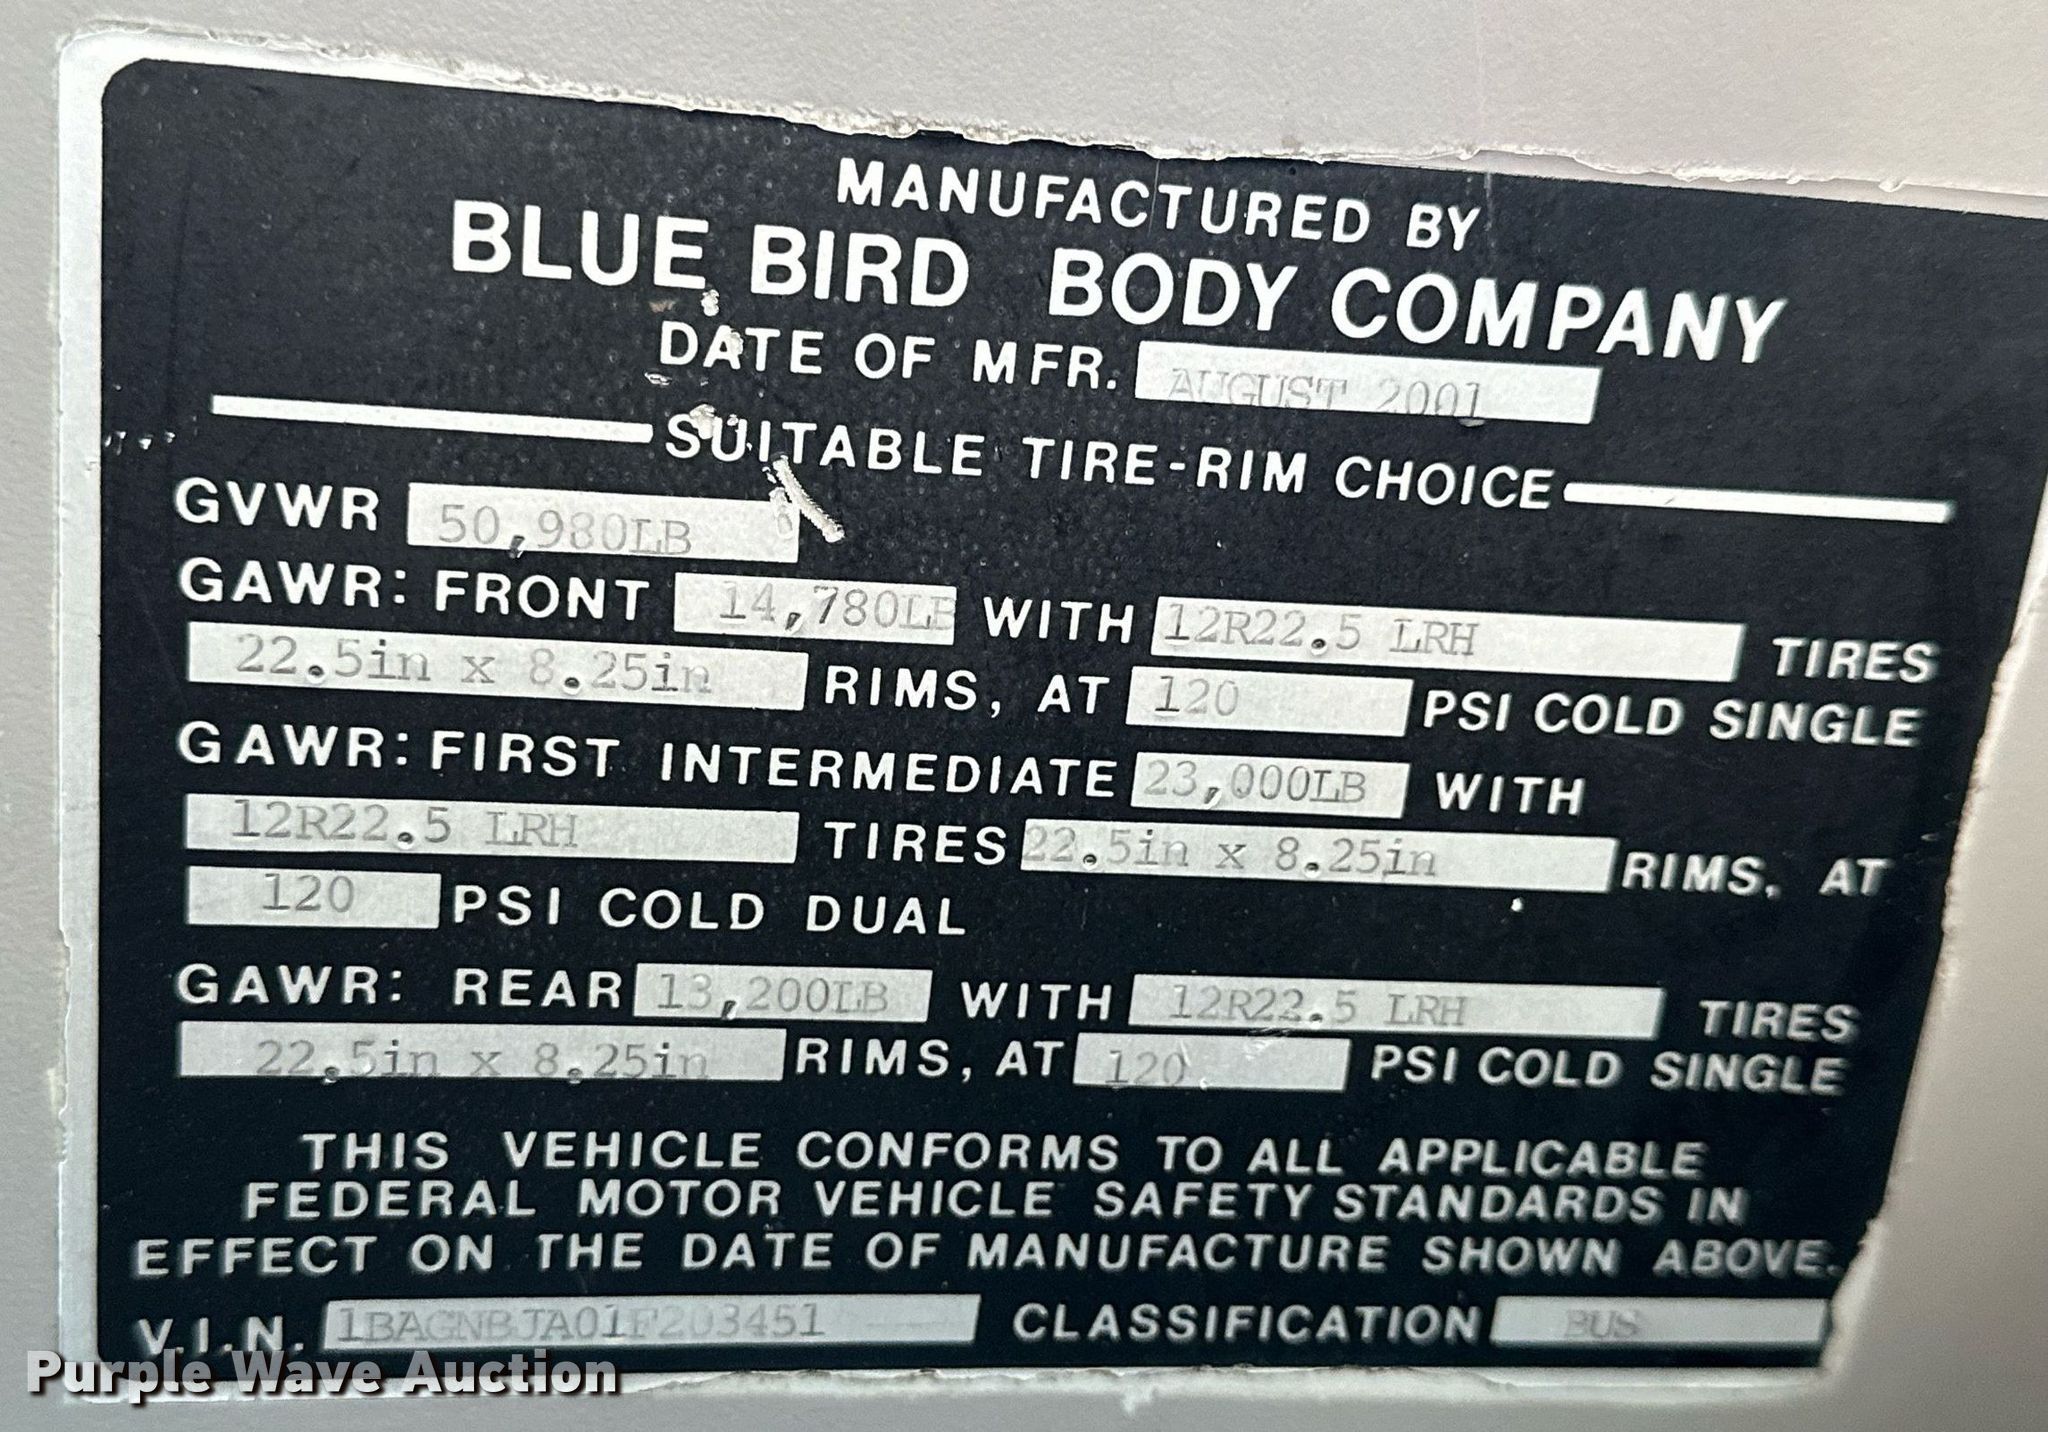 MANUFACTURED BY
BLUE BIRD BODY COMPANY
DATE OF MFR. AUGUST 2001
SUITABLE TIRE-RIM CHOICE
GVWR 50,980LB
GAWR: FRONT 14,780LB WITH 12R22.5 LRH TIRES
22.5in x 8.25in RIMS, AT 120 PSI COLD SINGLE
GAWR: FIRST INTERMEDIATE 23,000LB WITH
12R22.5 LRH TIRES 22.5in x 8.25in RIMS, AT
120 PSI COLD DUAL
GAWR: REAR 13,200LB WITH 12R22.5 LRH TIRES
22.5in x 8.25in RIMS, AT 120 PSI COLD SINGLE
THIS VEHICLE CONFORMS TO ALL APPLICABLE
FEDERAL MOTOR VEHICLE SAFETY STANDARDS IN
EFFECT ON THE DATE OF MANUFACTURE SHOWN ABOVE.
V.I.N. 1BAGNBJA01F203451 CLASSIFICATION BUS
Purple Wave Auction